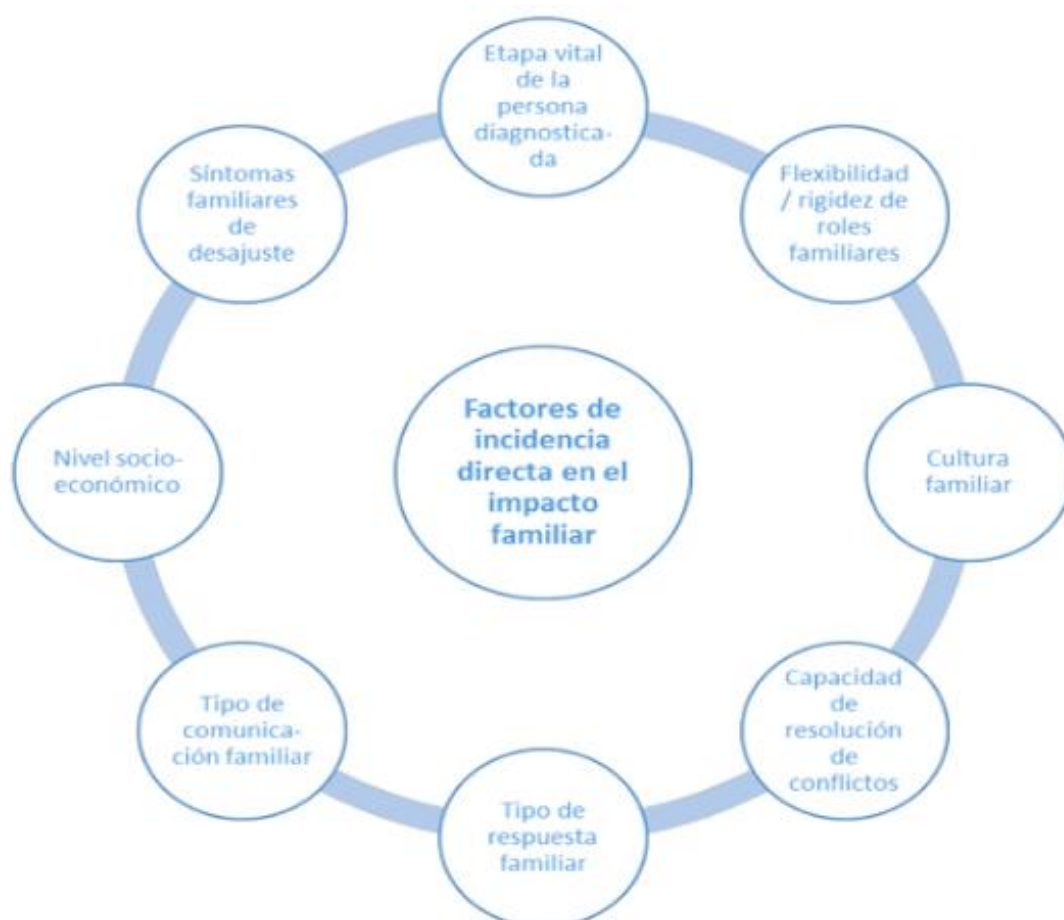 Etapa vital
de la
persona
diagnostica-
da
Flexibilidad
/ rigidez de
roles
familiares
Cultura
familiar
Capacidad
de
resolución
de
conflictos
Tipo de
respuesta
familiar
Tipo de
comunica-
ción familiar
Nivel socio-
económico
Síntomas
familiares
de
desajuste
Factores de
incidencia
directa en el
impacto
familiar